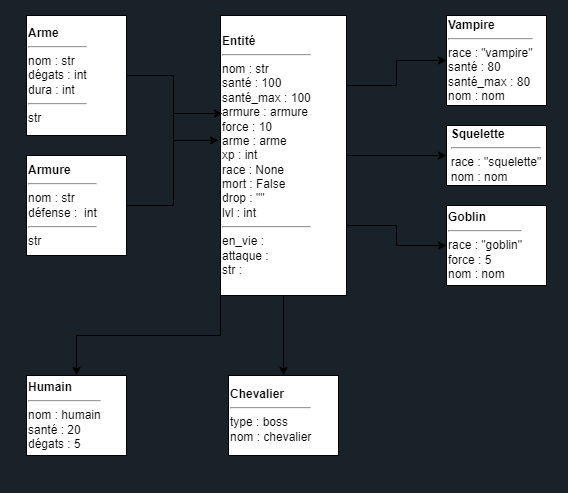 Arme
nom : str
dégats : int
dura : int
str
Armure
nom : str
défense :  int
str
Entité
nom : str
santé : 100
santé_max : 100
armure : armure
force : 10
arme : arme
xp : int
race : None
mort : False
drop : ""
lvl : int
en_vie :
attaque :
str :
Vampire
race : "vampire"
santé : 80
santé_max : 80
nom : nom
Squelette
race : "squelette"
nom : nom
Goblin
race : "goblin"
force : 5
nom : nom
Humain
nom : humain
santé : 20
dégats : 5
Chevalier
type : boss
nom : chevalier